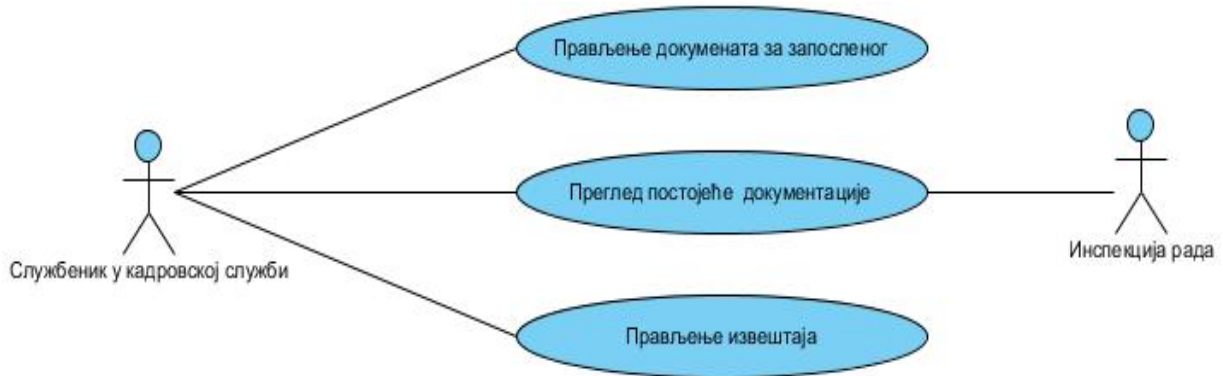 Прављење докумената за запосленог
Преглед постојеће документације
Службеник у кадровској служби
Инспекција рада
Прављење извештаја